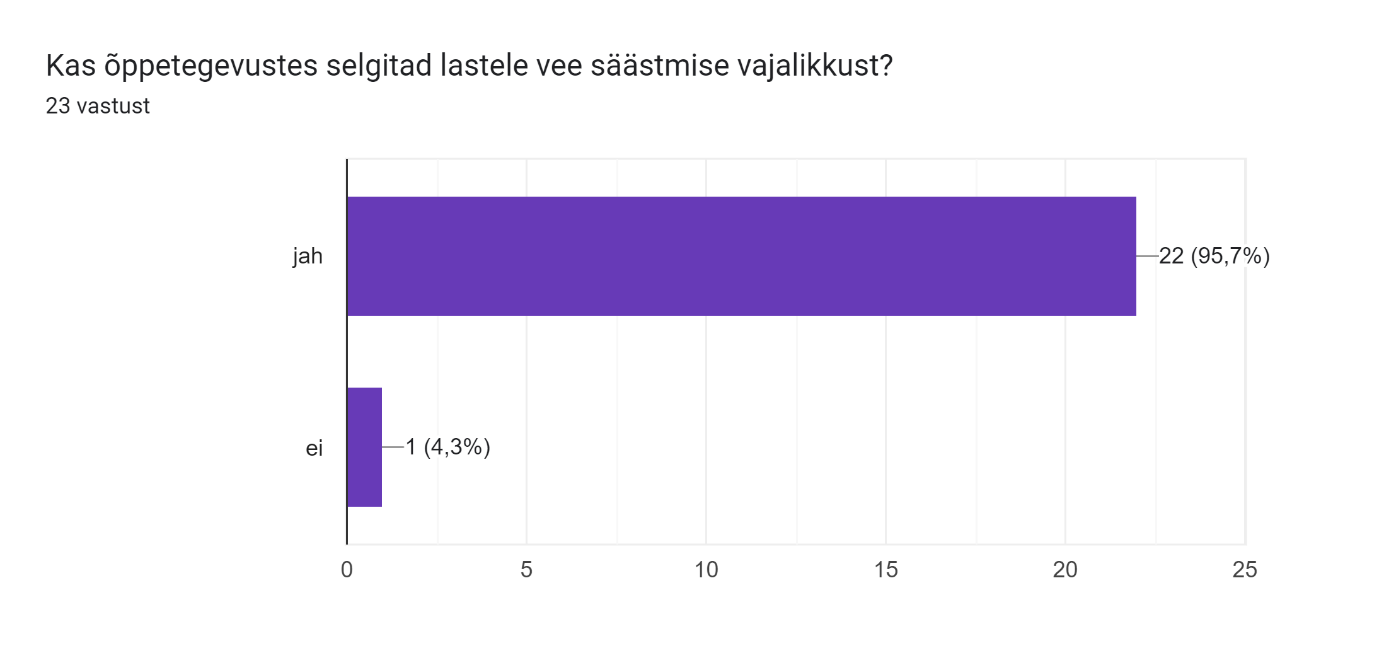 Kas õppetegevustes selgitad lastele vee säästmise vajalikkust?
23 vastust
jah
22 (95,7%)
ei
1 (4,3%)
0 5 10 15 20 25